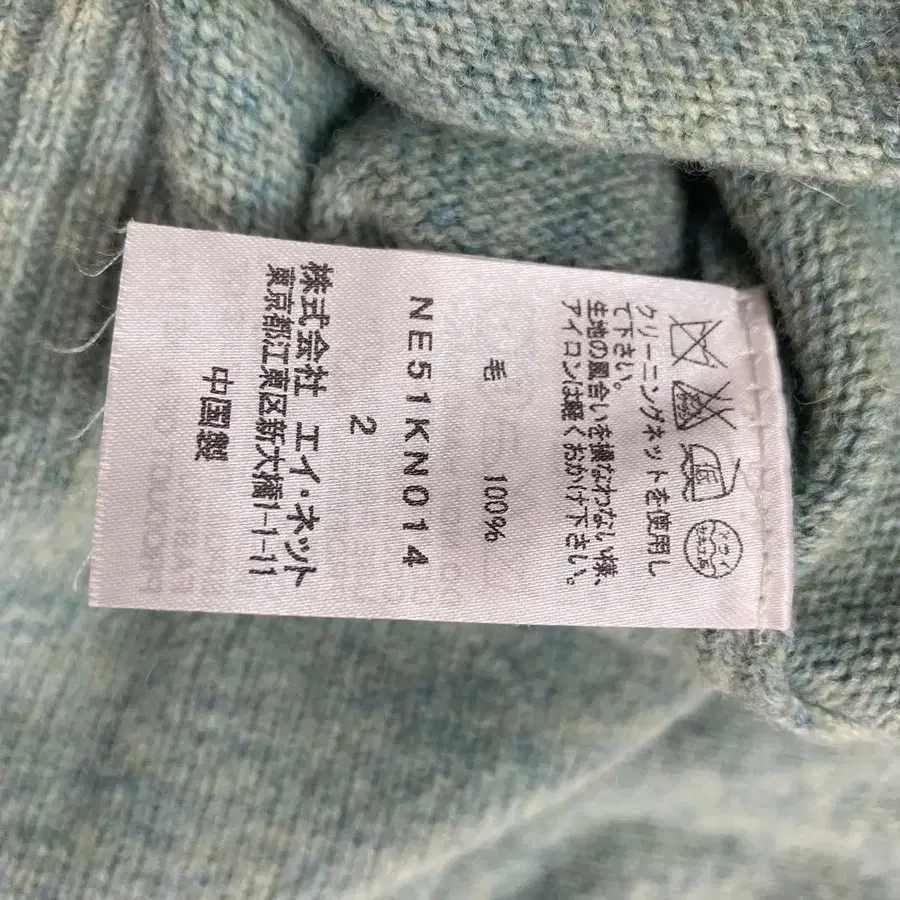 クリーニングネットを使用し
て下さい。
生地の風合いを損なわない様、
アイロンは軽くおかけ下さい。
毛 100%
NE51KN014
2
株式会社 エイ・ネット
東京都江東区新大橋1-1-11
中国製